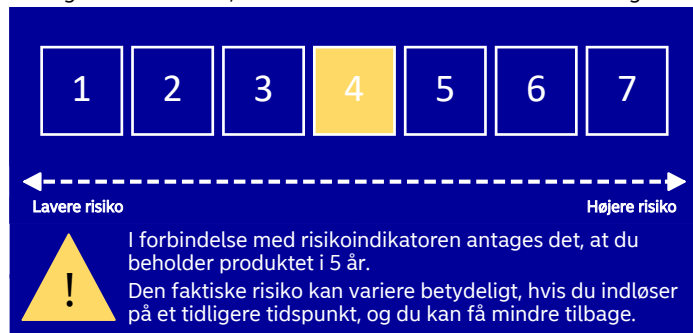 1 2 3 4 5 6 7
Lavere risiko Højere risiko
! I forbindelse med risikoindikatoren antages det, at du
beholder produktet i 5 år.
Den faktiske risiko kan variere betydeligt, hvis du indløser
på et tidligere tidspunkt, og du kan få mindre tilbage.